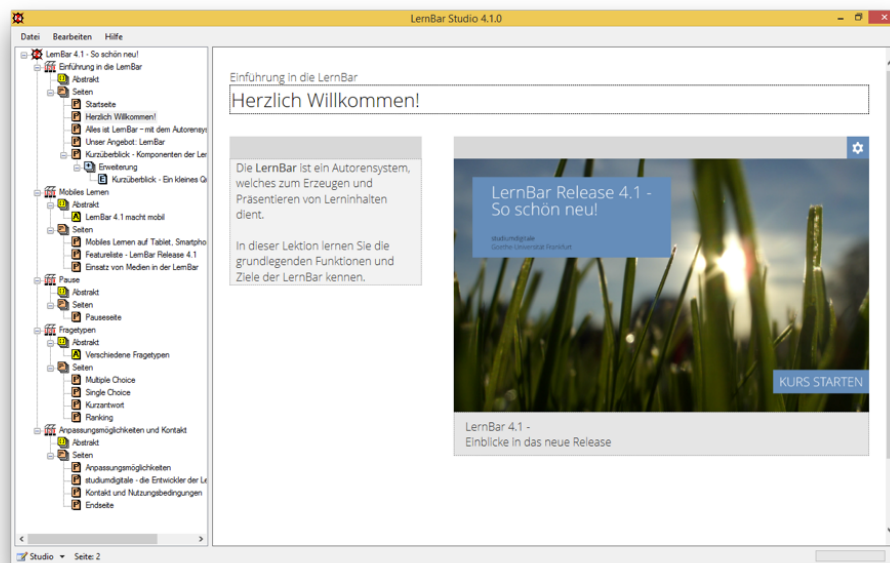 LernBar Studio 4.1.0
Datei Bearbeiten Hilfe
LernBar 4.1 - So schön neu!
Einführung in die LernBar
Abstrakt
Seiten
Startseite
Herzlich Willkommen!
Alles ist LernBar – mit dem Autorensys
Unser Angebot: LernBar
Kurzüberblick - Komponenten der Ler
Erweiterung
Kurzüberblick - Ein kleines Q
Mobiles Lernen
Abstrakt
LernBar 4.1 macht mobil
Seiten
Mobiles Lernen auf Tablet, Smartpho
Featureliste - LernBar Release 4.1
Einsatz von Medien in der LernBar
Pause
Abstrakt
Seiten
Pauseseite
Fragetypen
Abstrakt
Verschiedene Fragetypen
Seiten
Multiple Choice
Single Choice
Kurzantwort
Ranking
Anpassungsmöglichkeiten und Kontakt
Abstrakt
Seiten
Anpassungsmöglichkeiten
studiumdigitale - die Entwickler der Le
Kontakt und Nutzungsbedingungen
Endseite
Einführung in die LernBar
Herzlich Willkommen!
Die LernBar ist ein Autorensystem,
welches zum Erzeugen und
Präsentieren von Lerninhalten
dient.
In dieser Lektion lernen Sie die
grundlegenden Funktionen und
Ziele der LernBar kennen.
LernBar Release 4.1 -
So schön neu!
studiumdigitale
Goethe-Universität Frankfurt
KURS STARTEN
LernBar 4.1 -
Einblicke in das neue Release
Studio Seite: 2